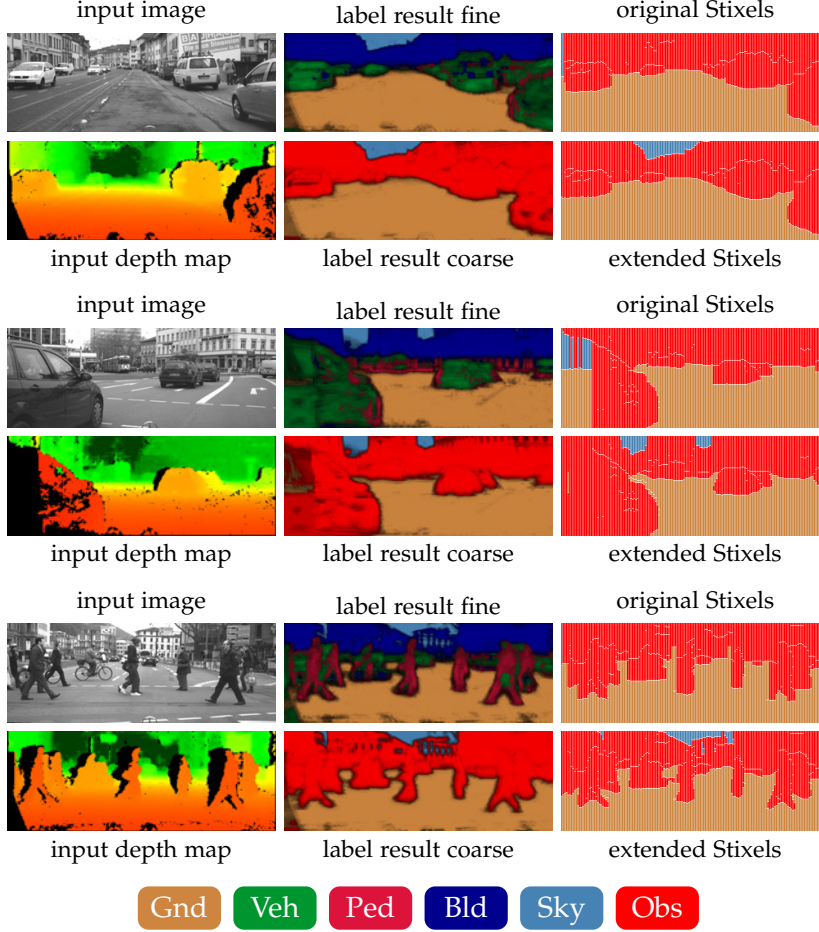 input image
label result fine
original Stixels
BAUHAUS
input depth map
label result coarse
extended Stixels
input image
label result fine
original Stixels
input depth map
label result coarse
extended Stixels
input image
label result fine
original Stixels
input depth map
label result coarse
extended Stixels
Gnd
Veh
Ped
Bld
Sky
Obs